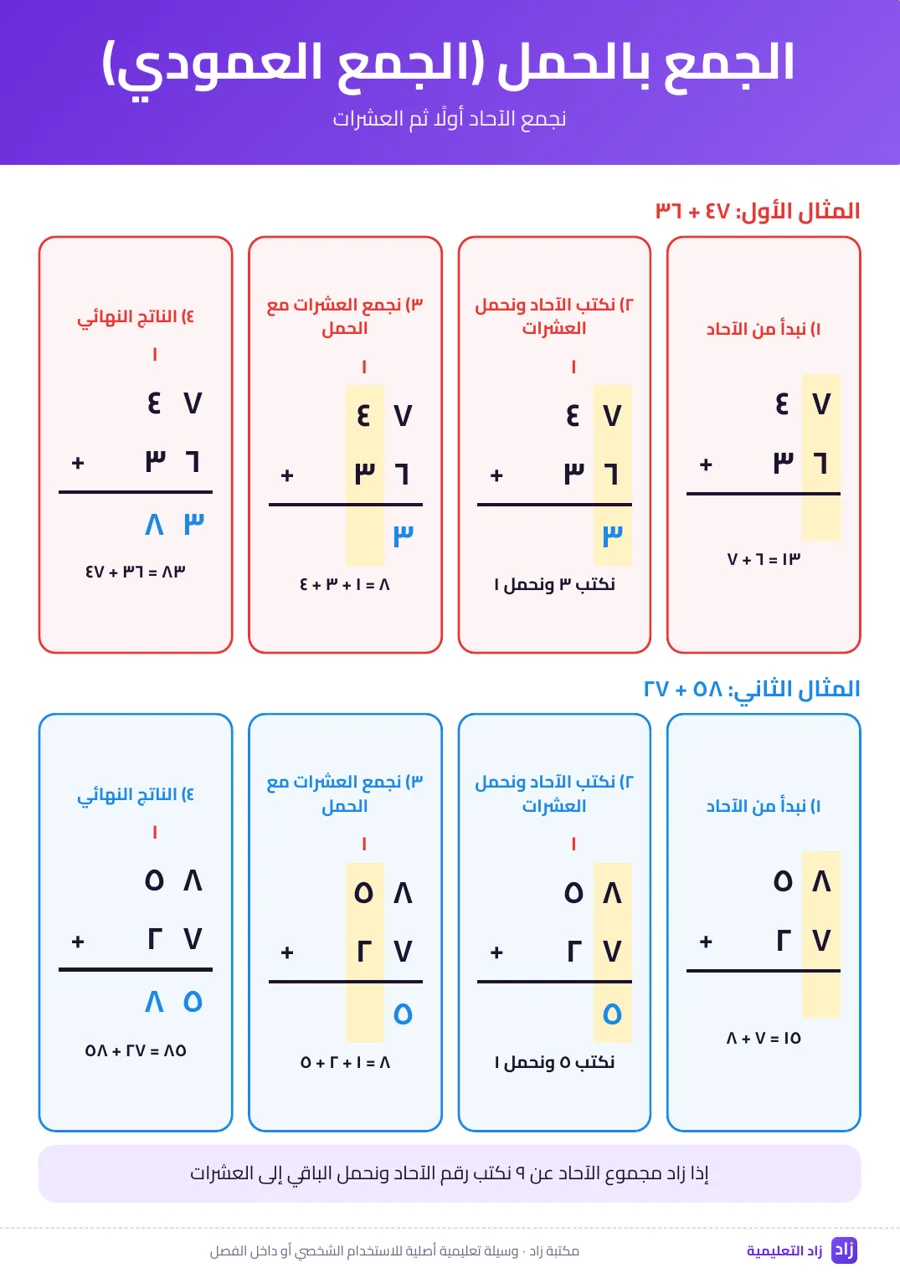 الجمع بالحمل (الجمع العمودي)
نجمع الآحاد أولًا ثم العشرات
المثال الأول: ٤٧ + ٣٦
١) نبدأ من الآحاد
٤ ٧
+ ٣ ٦
٧ + ٦ = ١٣
٢) نكتب الآحاد ونحمل
العشرات
١
٤ ٧
+ ٣ ٦
٣
نكتب ٣ ونحمل ١
٣) نجمع العشرات مع
الحمل
١
٤ ٧
+ ٣ ٦
٣
٤ + ٣ + ١ = ٨
٤) الناتج النهائي
١
٤ ٧
+ ٣ ٦
٨ ٣
٤٧ + ٣٦ = ٨٣
المثال الثاني: ٥٨ + ٢٧
١) نبدأ من الآحاد
٥ ٨
+ ٢ ٧
٨ + ٧ = ١٥
٢) نكتب الآحاد ونحمل
العشرات
١
٥ ٨
+ ٢ ٧
٥
نكتب ٥ ونحمل ١
٣) نجمع العشرات مع
الحمل
١
٥ ٨
+ ٢ ٧
٥
٥ + ٢ + ١ = ٨
٤) الناتج النهائي
١
٥ ٨
+ ٢ ٧
٨ ٥
٥٨ + ٢٧ = ٨٥
إذا زاد مجموع الآحاد عن ٩ نكتب رقم الآحاد ونحمل الباقي إلى العشرات
زاد زاد التعليمية
مكتبة زاد · وسيلة تعليمية أصلية للاستخدام الشخصي أو داخل الفصل